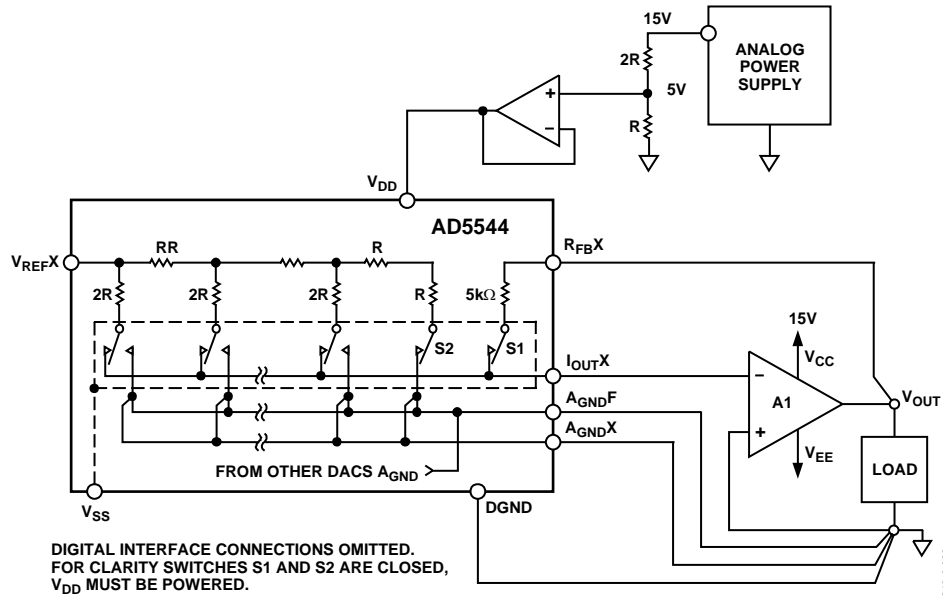 15V
ANALOG
POWER
SUPPLY
2R
5V
+
−
R
VDD
AD5544
VREFX
RR
R
RFBX
2R
2R
2R
R
5kΩ
S2
S1
IOUTX
AGNDF
AGNDX
15V
VCC
−
A1
+
VEE
VOUT
LOAD
FROM OTHER DACS AGND
VSS
DGND
DIGITAL INTERFACE CONNECTIONS OMITTED.
FOR CLARITY SWITCHES S1 AND S2 ARE CLOSED,
VDD MUST BE POWERED.